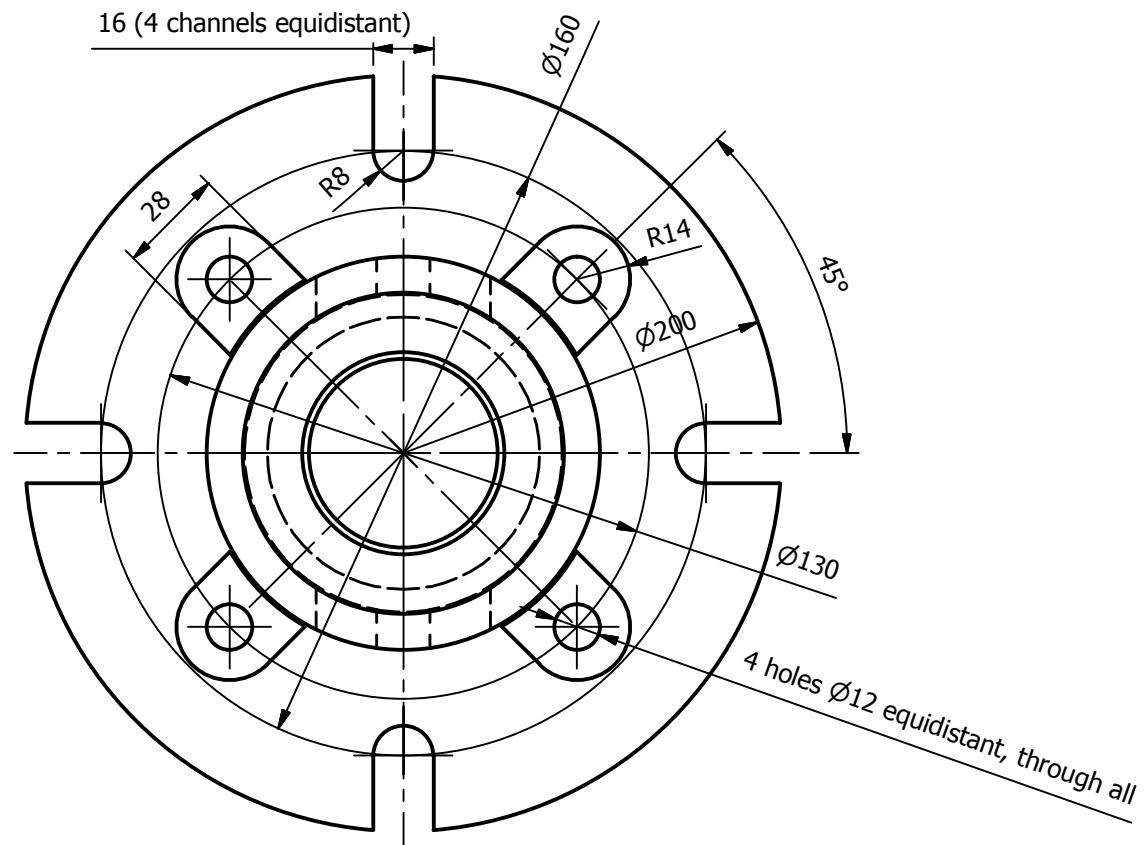 16 (4 channels equidistant)
Ø160
R8
28
R14
45°
Ø200
Ø130
4 holes Ø12 equidistant, through all